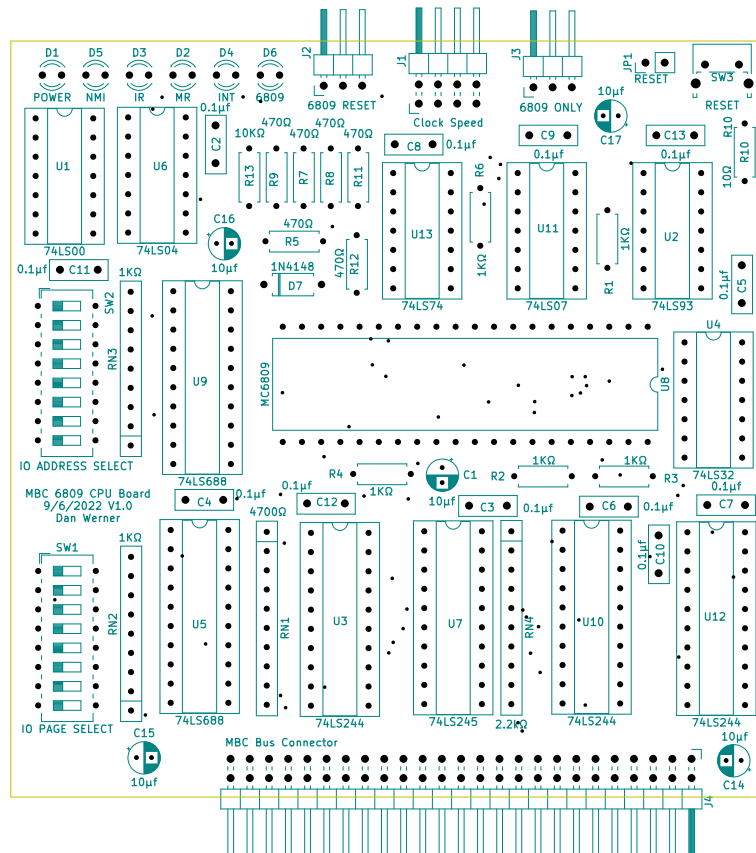 D1 D5 D3 D2 D4 D6
POWER NMI IR MR INT 6809
J2
6809 RESET
J1
Clock Speed
J3
6809 ONLY
10µf
C17
JP1
RESET
SW3
RESET
U1
74LS00
U6
74LS04
0.1µf
C2
10KΩ
R13
470Ω
R9
470Ω
R7
470Ω
R8
470Ω
R11
C8
0.1µf
C9
0.1µf
C13
0.1µf
R10
R10
10Ω
U13
74LS74
R6
1KΩ
U11
74LS07
1KΩ
R1
U2
74LS93
C16
10µf
470Ω
R5
470Ω
R12
1N4148
D7
0.1µf
C11
1KΩ
SW2
RN3
IO ADDRESS SELECT
U9
74LS688
MC6809
U8
0.1µf
C5
U4
74LS32
MBC 6809 CPU Board
9/6/2022 V1.0
Dan Werner
R4
1KΩ
C1
10µf
R2
1KΩ
1KΩ
R3
C4
0.1µf
0.1µf
C12
4700Ω
C3
0.1µf
C6
0.1µf
C7
0.1µf
0.1µf
C10
SW1
1KΩ
RN2
IO PAGE SELECT
U5
74LS688
RN1
U3
74LS244
U7
74LS245
RN4
2.2kΩ
U10
74LS244
U12
74LS244
C15
10µf
MBC Bus Connector
J4
10µf
C14